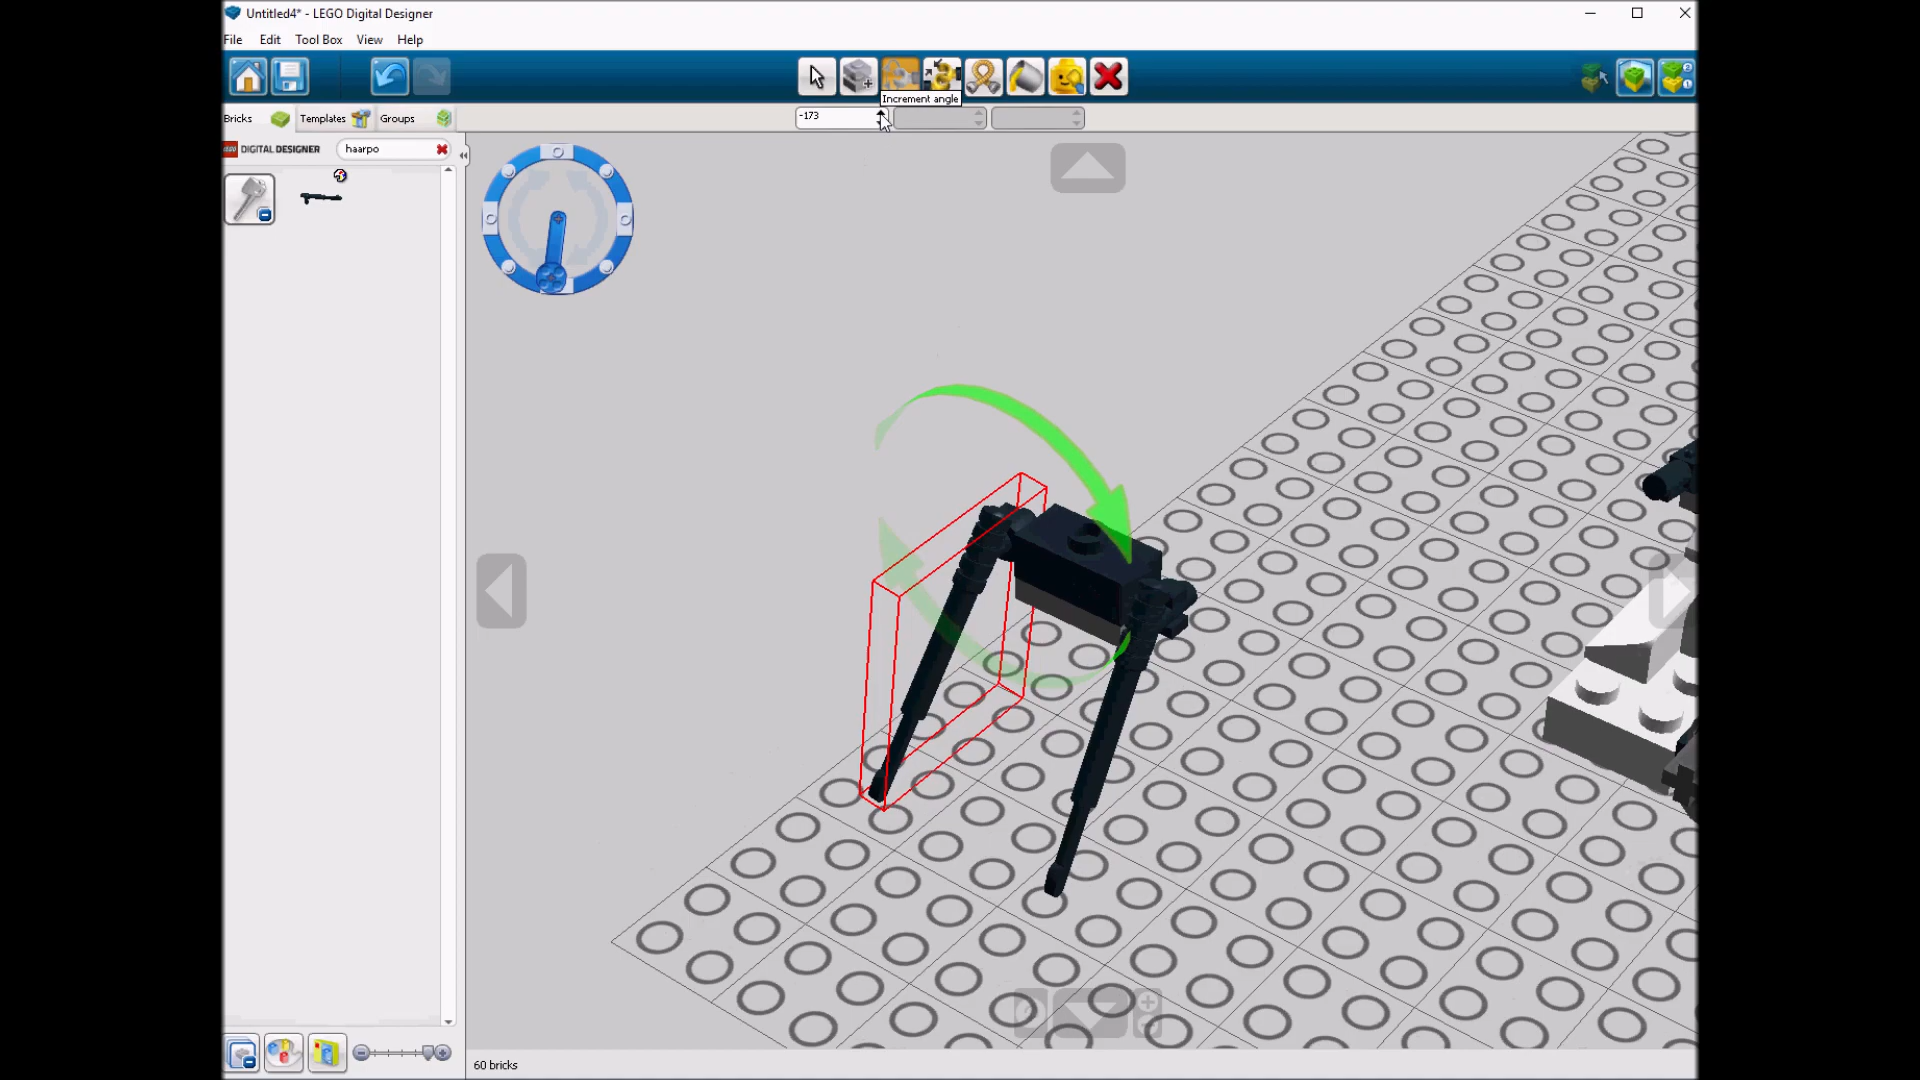 Untitled4* - LEGO Digital Designer
File Edit Tool Box View Help
Increment angle
-173
Bricks Templates Groups
LEGO DIGITAL DESIGNER haarpo
60 bricks